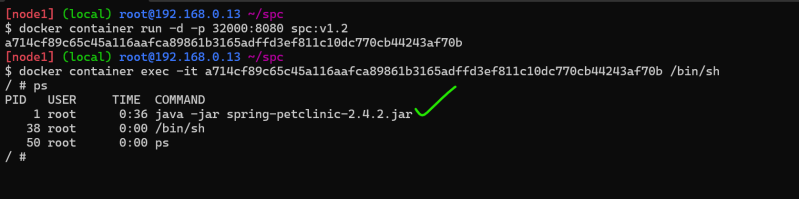 [node1] (local) root@192.168.0.13 ~/spc
$ docker container run -d -p 32000:8080 spc:v1.2
a714cf89c65c45a116aafca89861b3165adffd3ef811c10dc770cb44243af70b
[node1] (local) root@192.168.0.13 ~/spc
$ docker container exec -it a714cf89c65c45a116aafca89861b3165adffd3ef811c10dc770cb44243af70b /bin/sh
/ # ps
PID   USER     TIME  COMMAND
    1 root      0:36 java -jar spring-petclinic-2.4.2.jar
   38 root      0:00 /bin/sh
   50 root      0:00 ps
/ #